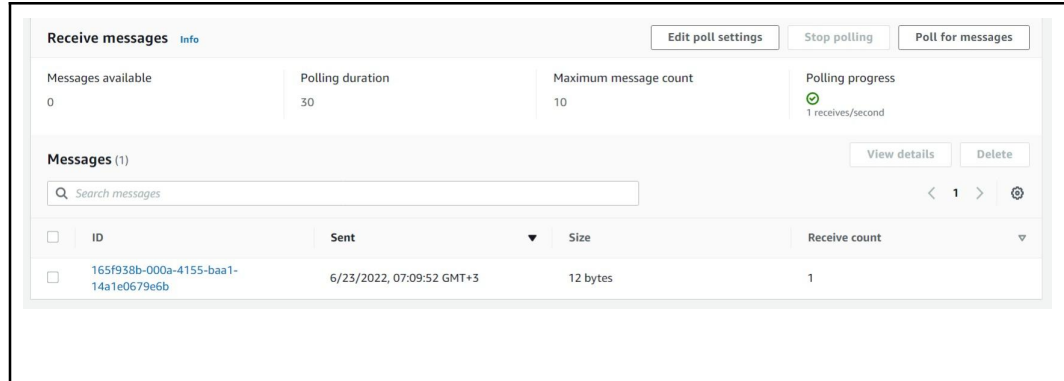 Receive messages Info
Edit poll settings Stop polling Poll for messages
Messages available Polling duration Maximum message count Polling progress
0 30 10
1 receives/second
Messages (1)
View details Delete
Search messages
1
ID Sent Size Receive count
165f938b-000a-4155-baa1-
14a1e0679e6b
6/23/2022, 07:09:52 GMT+3 12 bytes 1